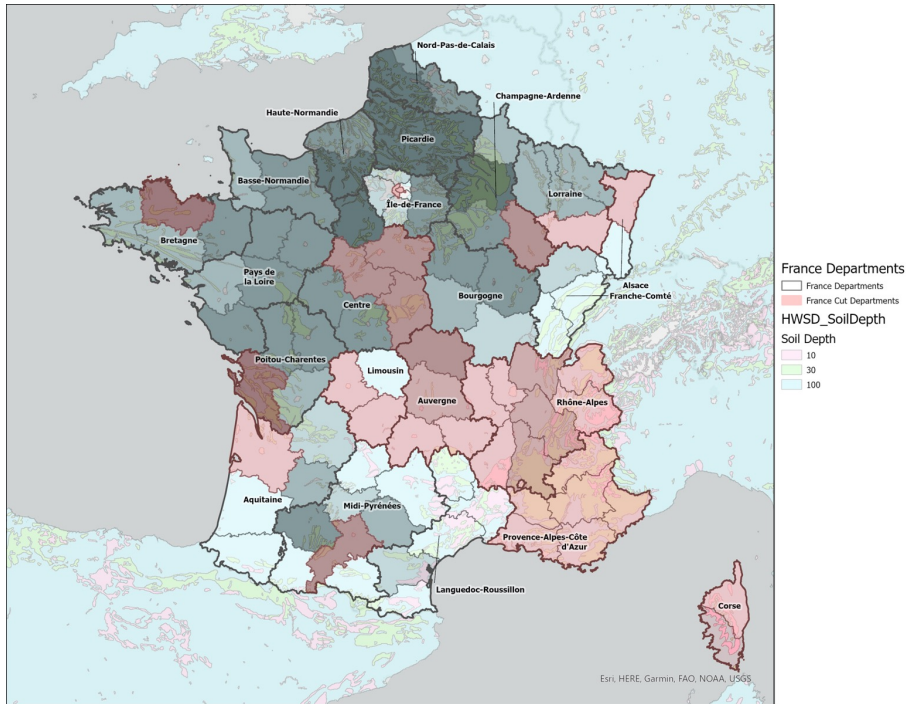 Nord-Pas-de-Calais
Champagne-Ardenne
Haute-Normandie
Picardie
Basse-Normandie
Lorraine
Île-de-France
Bretagne
Pays de
la Loire
Alsace
Franche-Comté
Bourgogne
Centre
Poitou-Charentes
Limousin
Auvergne
Rhône-Alpes
Aquitaine
Midi-Pyrénées
Provence-Alpes-Côte
d'Azur
Languedoc-Roussillon
Corse
Esri, HERE, Garmin, FAO, NOAA, USGS
France Departments
France Departments
France Cut Departments
HWSD_SoilDepth
Soil Depth
10
30
100